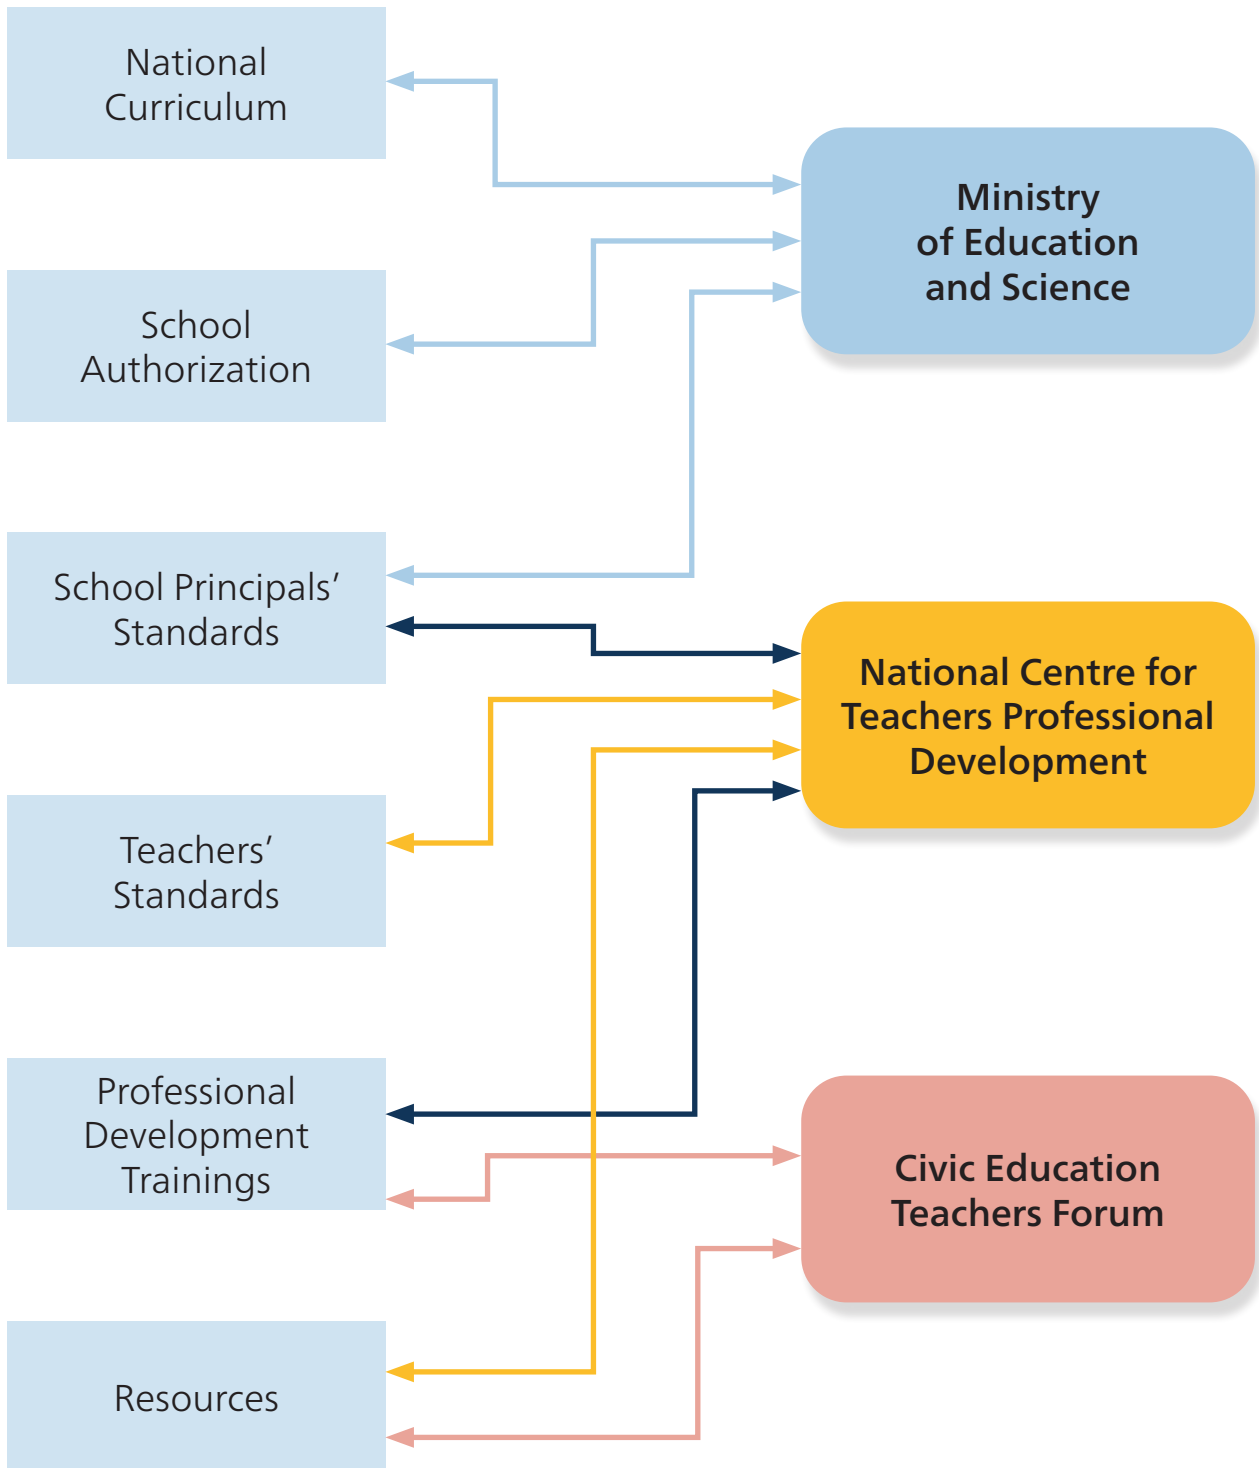 National
Curriculum
School
Authorization
School Principals’
Standards
Teachers’
Standards
Professional
Development
Trainings
Resources
Ministry
of Education
and Science
National Centre for
Teachers Professional
Development
Civic Education
Teachers Forum